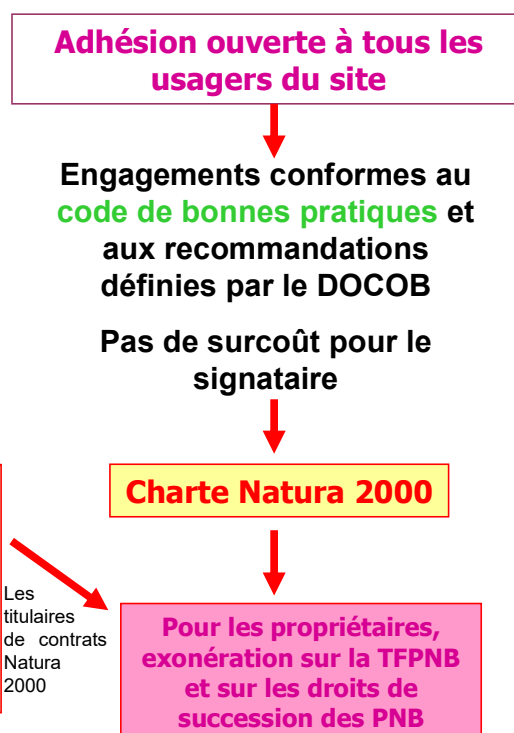 Adhésion ouverte à tous les
usagers du site
Engagements conformes au
code de bonnes pratiques et
aux recommandations
définies par le DOCOB
Pas de surcoût pour le
signataire
Charte Natura 2000
Les
titulaires
de contrats
Natura
2000
Pour les propriétaires,
exonération sur la TFPNB
et sur les droits de
succession des PNB